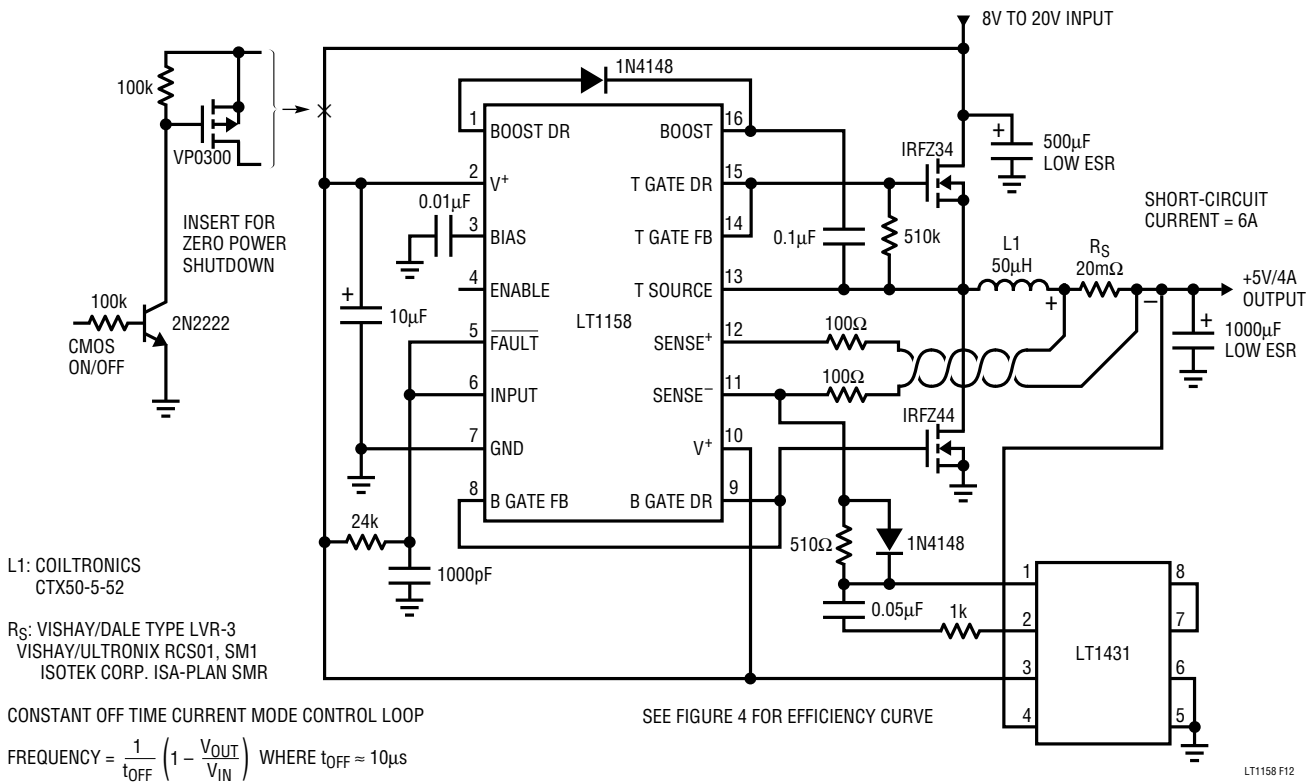 8V TO 20V INPUT
100k
VP0300
INSERT FOR
ZERO POWER
SHUTDOWN
100k
2N2222
CMOS
ON/OFF
1N4148
1
BOOST DR
2
V+
0.01µF
3
BIAS
4
ENABLE
10µF
5
FAULT
6
INPUT
7
GND
8
B GATE FB
LT1158
16
BOOST
15
T GATE DR
14
T GATE FB
13
T SOURCE
12
SENSE+
11
SENSE–
10
V+
9
B GATE DR
24k
1000pF
IRFZ34
500µF
LOW ESR
0.1µF
510k
SHORT-CIRCUIT
CURRENT = 6A
L1
50µH
RS
20mΩ
+
–
+5V/4A
OUTPUT
+
1000µF
LOW ESR
100Ω
100Ω
IRFZ44
510Ω
1N4148
0.05µF
1k
1
2
3
4
LT1431
8
7
6
5
+
+
L1: COILTRONICS
CTX50-5-52
RS: VISHAY/DALE TYPE LVR-3
VISHAY/ULTRONIX RCS01, SM1
ISOTEK CORP. ISA-PLAN SMR
CONSTANT OFF TIME CURRENT MODE CONTROL LOOP
FREQUENCY = 1/tOFF (1 – VOUT/VIN) WHERE tOFF ≈ 10µs
SEE FIGURE 4 FOR EFFICIENCY CURVE
LT1158 F12